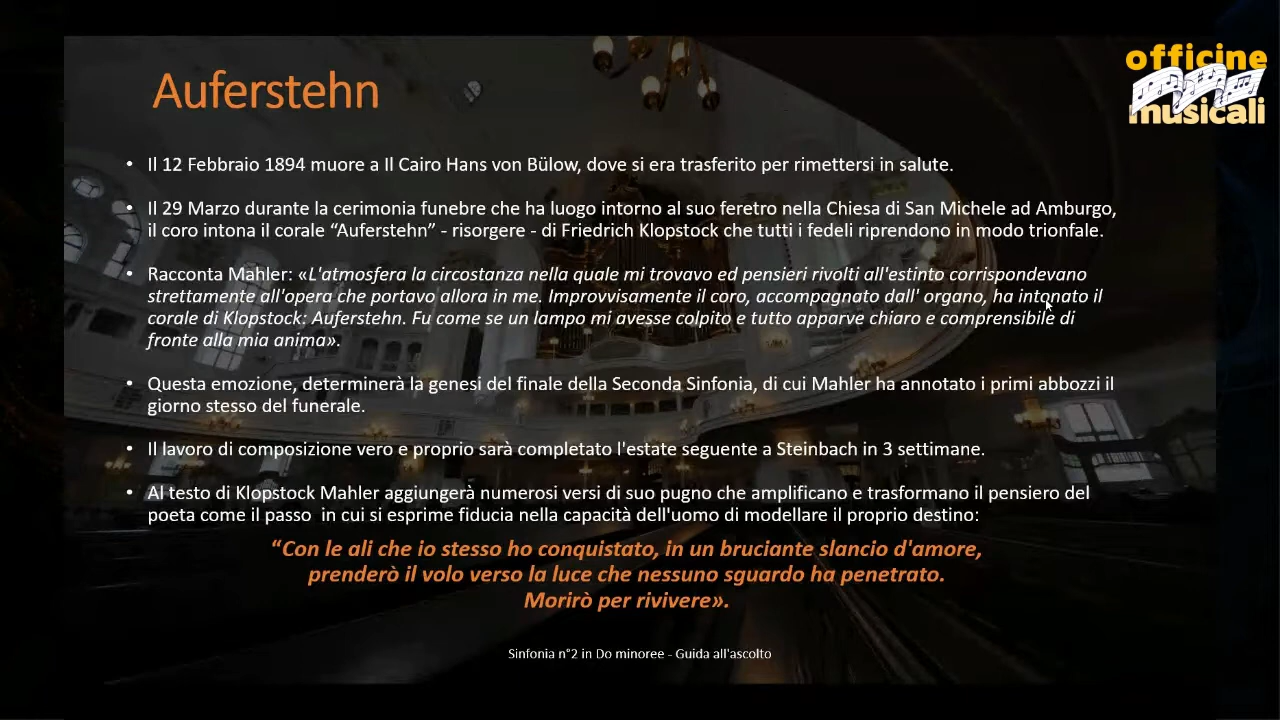 officine
musicali
Auferstehn
• Il 12 Febbraio 1894 muore a Il Cairo Hans von Bülow, dove si era trasferito per rimettersi in salute.
• Il 29 Marzo durante la cerimonia funebre che ha luogo intorno al suo feretro nella Chiesa di San Michele ad Amburgo,
il coro intona il corale “Auferstehn” - risorgere - di Friedrich Klopstock che tutti i fedeli riprendono in modo trionfale.
• Racconta Mahler: «L'atmosfera la circostanza nella quale mi trovavo ed pensieri rivolti all'estinto corrispondevano
strettamente all'opera che portavo allora in me. Improvvisamente il coro, accompagnato dall' organo, ha intonato il
corale di Klopstock: Auferstehn. Fu come se un lampo mi avesse colpito e tutto apparve chiaro e comprensibile di
fronte alla mia anima».
• Questa emozione, determinerà la genesi del finale della Seconda Sinfonia, di cui Mahler ha annotato i primi abbozzi il
giorno stesso del funerale.
• Il lavoro di composizione vero e proprio sarà completato l'estate seguente a Steinbach in 3 settimane.
• Al testo di Klopstock Mahler aggiungerà numerosi versi di suo pugno che amplificano e trasformano il pensiero del
poeta come il passo  in cui si esprime fiducia nella capacità dell'uomo di modellare il proprio destino:
“Con le ali che io stesso ho conquistato, in un bruciante slancio d'amore,
prenderò il volo verso la luce che nessuno sguardo ha penetrato.
Morirò per rivivere».
Sinfonia n°2 in Do minoree - Guida all'ascolto